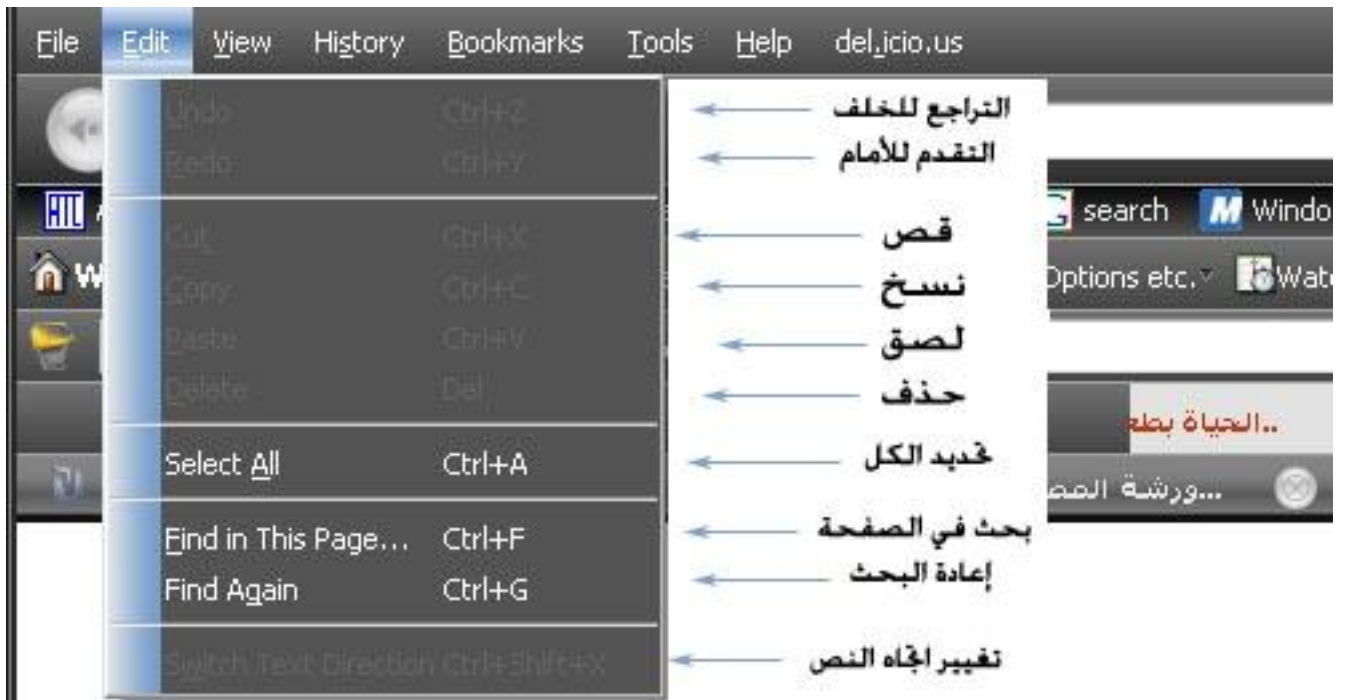 File Edit View History Bookmarks Tools Help del.icio.us
Undo Ctrl+Z التراجع للخلف
Redo Ctrl+Y التقدم للأمام
search Windo
Cut Ctrl+X قص
W Options etc. Wat
Copy Ctrl+C نسخ
Paste Ctrl+V لصق
Delete Del حذف
الحياة بطع..
Select All Ctrl+A تحديد الكل
ورشة المص...
Find in This Page... Ctrl+F بحث في الصفحة
Find Again Ctrl+G إعادة البحث
Switch Text Direction Ctrl+Shift+X تغيير اتجاه النص